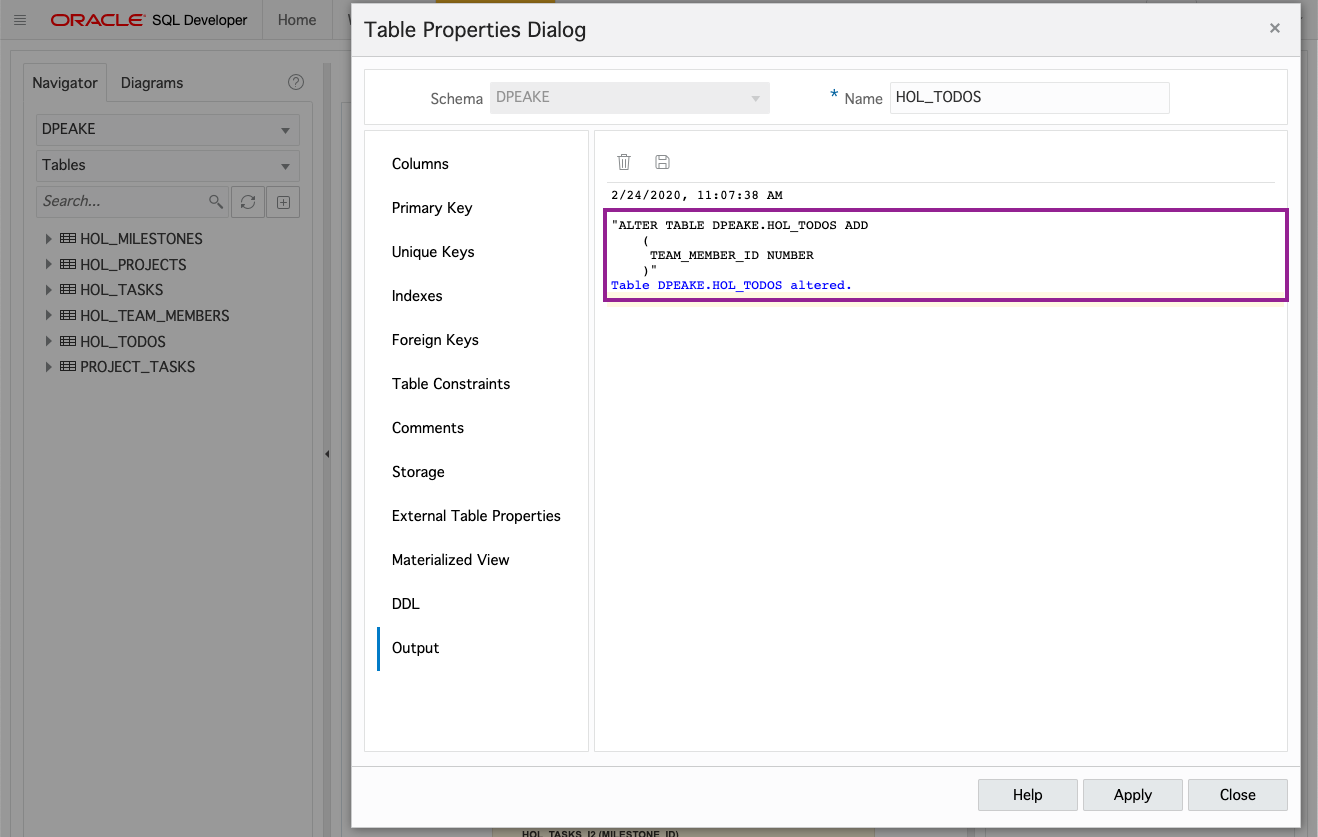 ORACLE SQL Developer
Home
Table Properties Dialog
Navigator
Diagrams
Schema
DPEAKE
* Name
HOL_TODOS
DPEAKE
Tables
Search...
HOL_MILESTONES
HOL_PROJECTS
HOL_TASKS
HOL_TEAM_MEMBERS
HOL_TODOS
PROJECT_TASKS
Columns
Primary Key
Unique Keys
Indexes
Foreign Keys
Table Constraints
Comments
Storage
External Table Properties
Materialized View
DDL
Output
2/24/2020, 11:07:38 AM
"ALTER TABLE DPEAKE.HOL_TODOS ADD
(
TEAM_MEMBER_ID NUMBER
)"
Table DPEAKE.HOL_TODOS altered.
Help
Apply
Close
HOL_TASKS_I2 (MILESTONE_ID)